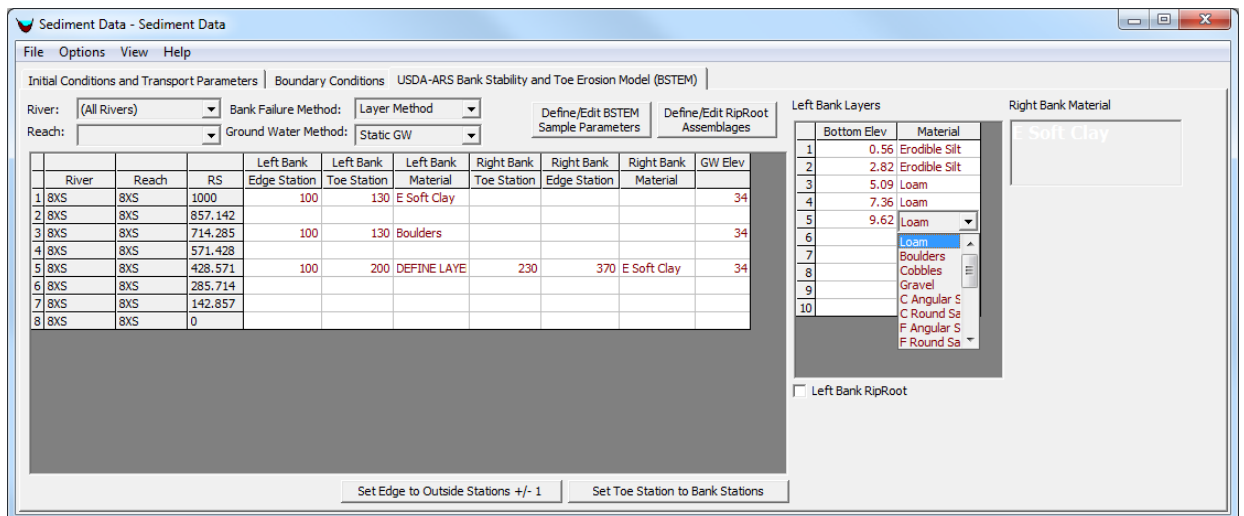 Sediment Data - Sediment Data
File Options View Help
Initial Conditions and Transport Parameters Boundary Conditions USDA-ARS Bank Stability and Toe Erosion Model (BSTEM)
River: (All Rivers) Bank Failure Method: Layer Method
Reach: Ground Water Method: Static GW
Define/Edit BSTEM
Sample Parameters
Define/Edit RipRoot
Assemblages
Left Bank Left Bank Left Bank Right Bank Right Bank Right Bank GW Elev
River Reach RS Edge Station Toe Station Material Toe Station Edge Station Material
1 8XS 8XS 1000 100 130 E Soft Clay 34
2 8XS 8XS 857.142
3 8XS 8XS 714.285 100 130 Boulders 34
4 8XS 8XS 571.428
5 8XS 8XS 428.571 100 200 DEFINE LAYE 230 370 E Soft Clay 34
6 8XS 8XS 285.714
7 8XS 8XS 142.857
8 8XS 8XS 0
Set Edge to Outside Stations +/- 1 Set Toe Station to Bank Stations
Left Bank Layers
Bottom Elev Material
1 0.56 Erodible Silt
2 2.82 Erodible Silt
3 5.09 Loam
4 7.36 Loam
5 9.62 Loam
6
7
8
9
10
Loam
Boulders
Cobbles
Gravel
C Angular S
C Round Sa
F Angular S
F Round Sa
Left Bank RipRoot
Right Bank Material
E Soft Clay